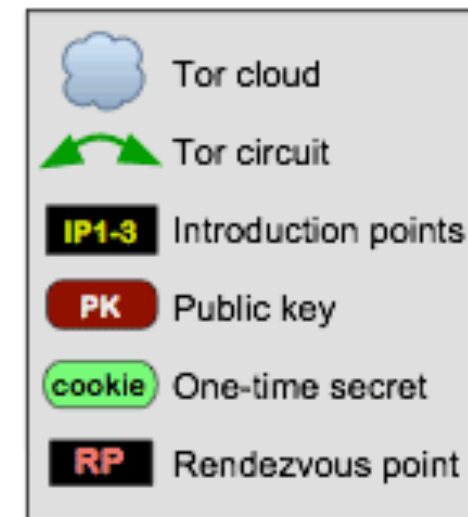 Tor cloud
Tor circuit
IP1-3 Introduction points
PK Public key
cookie One-time secret
RP Rendezvous point